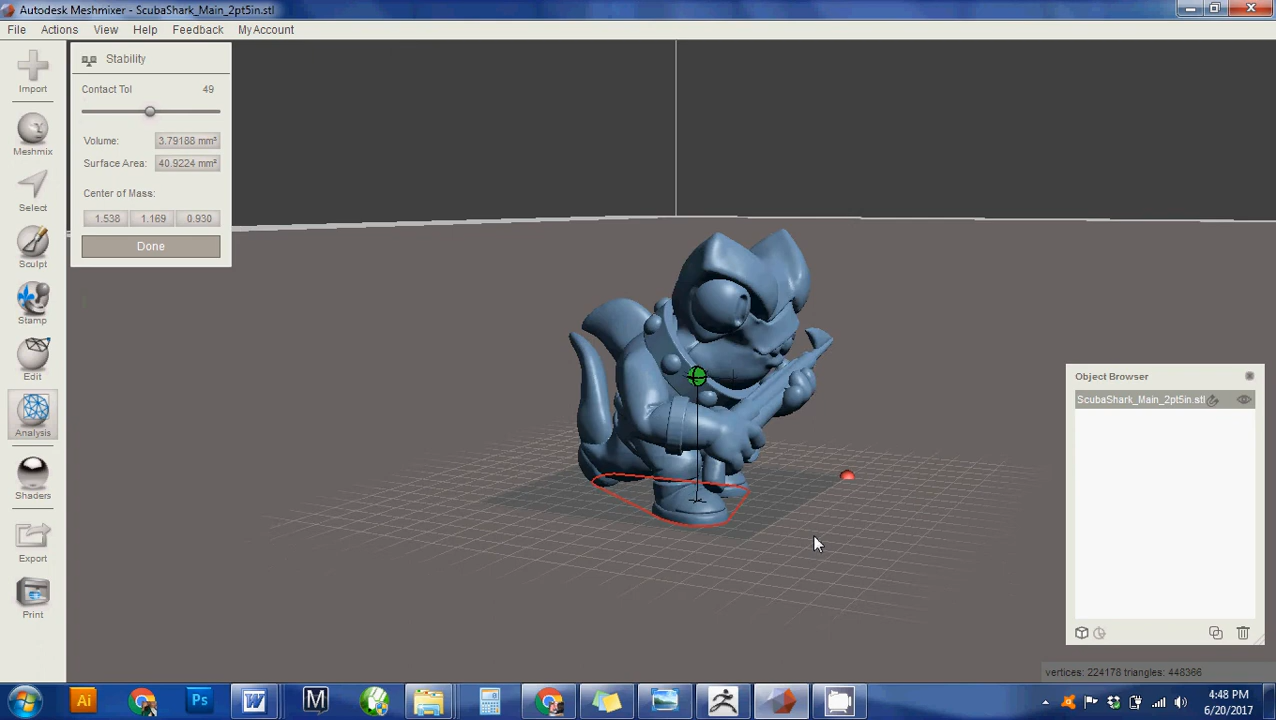 Autodesk Meshmixer - ScubaShark_Main_2pt5in.stl
File Actions View Help Feedback My Account
Import
Meshmix
Select
Sculpt
Stamp
Edit
Analysis
Shaders
Export
Print
Stability
Contact Tol 49
Volume: 3.79188 mm³
Surface Area: 40.9224 mm²
Center of Mass:
1.538 1.169 0.930
Done
Object Browser
ScubaShark_Main_2pt5in.stl
vertices: 224178 triangles: 448366
Ai
Ps
W
M
4:48 PM
6/20/2017